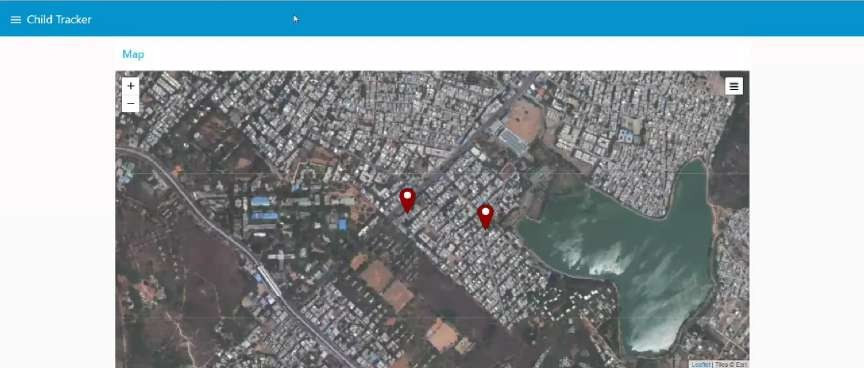 Child Tracker
Map
+
−
Leaflet | Tiles © Esri